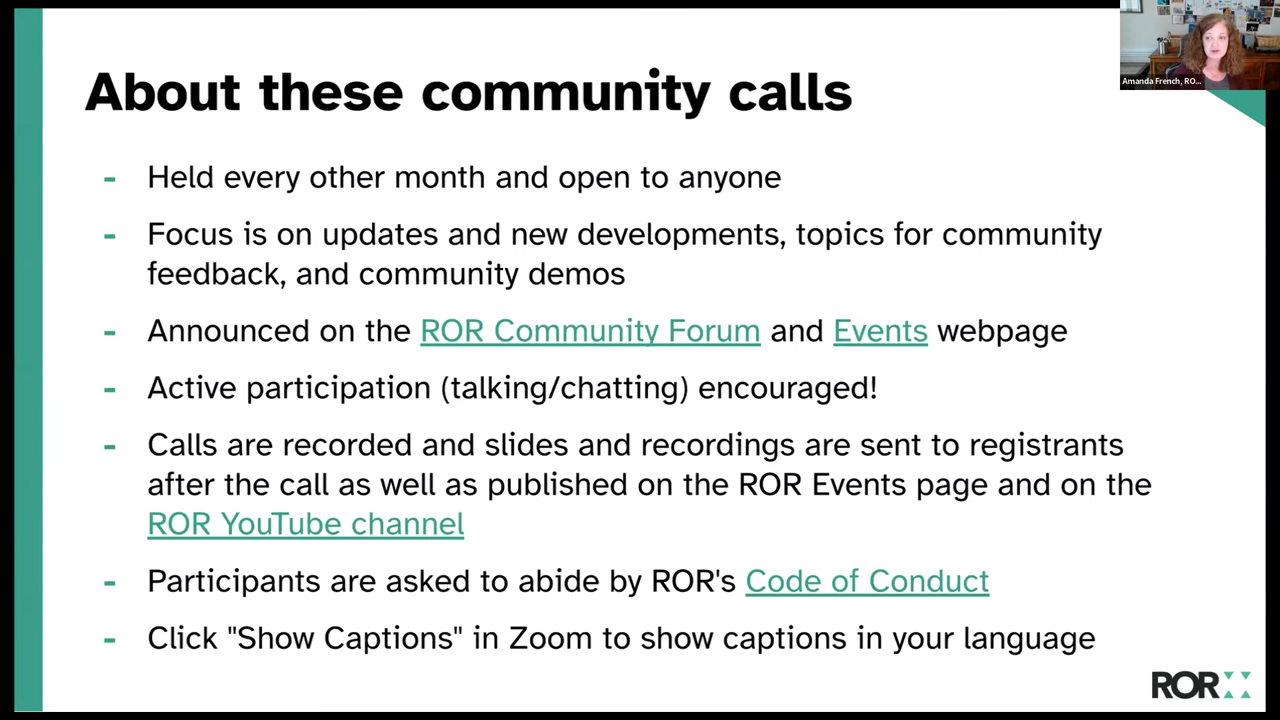 Amanda French, RO...
About these community calls
- Held every other month and open to anyone
- Focus is on updates and new developments, topics for community
feedback, and community demos
- Announced on the ROR Community Forum and Events webpage
- Active participation (talking/chatting) encouraged!
- Calls are recorded and slides and recordings are sent to registrants
after the call as well as published on the ROR Events page and on the
ROR YouTube channel
- Participants are asked to abide by ROR's Code of Conduct
- Click "Show Captions" in Zoom to show captions in your language
ROR